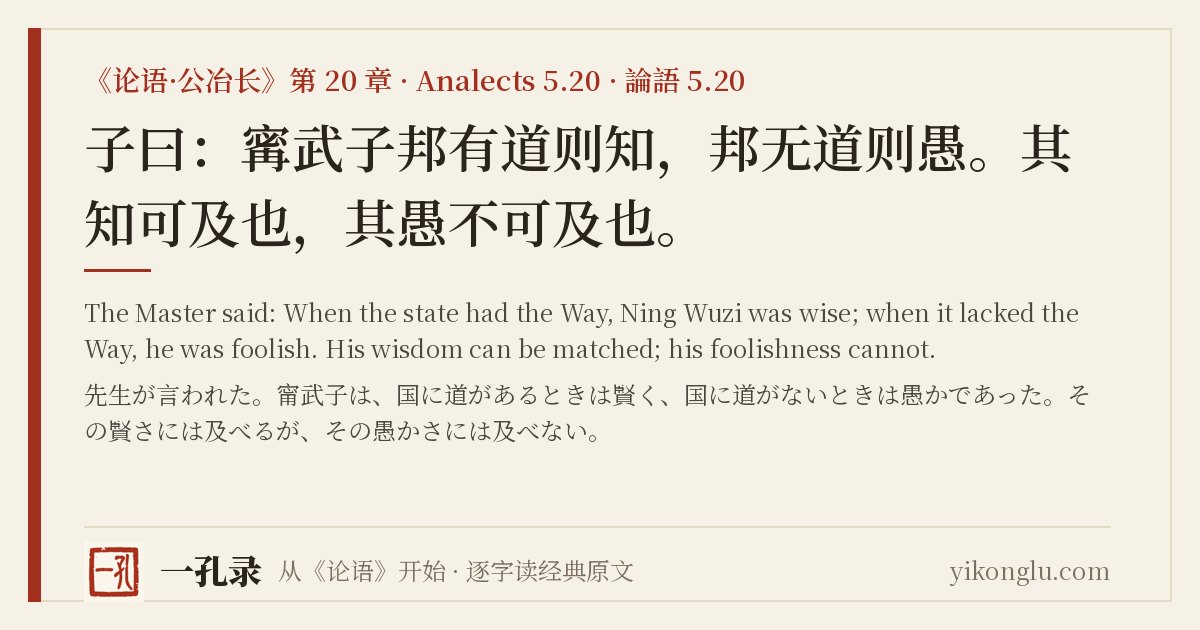 《论语·公冶长》第 20 章 · Analects 5.20 · 論語 5.20
子曰：甯武子邦有道则知，邦无道则愚。其
知可及也，其愚不可及也。
The Master said: When the state had the Way, Ning Wuzi was wise; when it lacked the
Way, he was foolish. His wisdom can be matched; his foolishness cannot.
先生が言われた。甯武子は、国に道があるときは賢く、国に道がないときは愚かであった。そ
の賢さには及べるが、その愚かさには及べない。
一孔
一孔录 从《论语》开始 · 逐字读经典原文
yikonglu.com